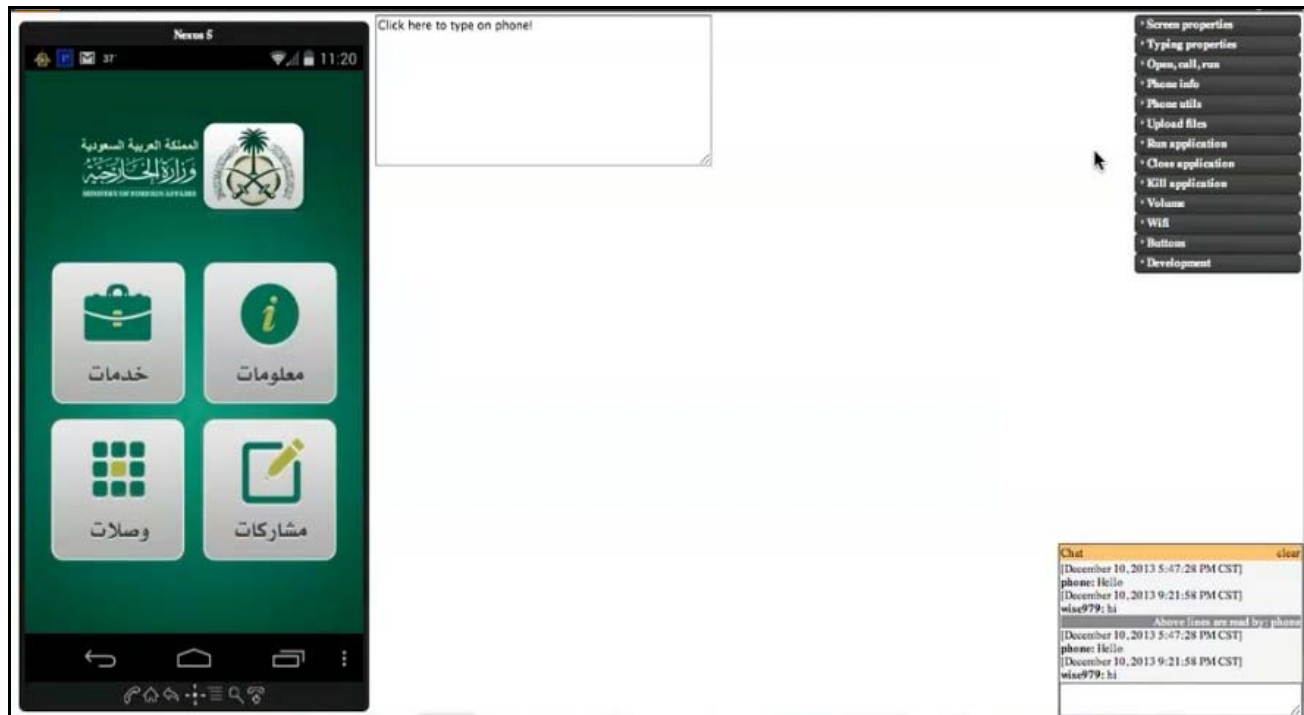 Nexus 5
37°
11:20
المملكة العربية السعودية
وزارة الخارجية
MINISTRY OF FOREIGN AFFAIRS
خدمات
معلومات
وصلات
مشاركات
Click here to type on phone!
Screen properties
Typing properties
Open, call, run
Phone info
Phone utils
Upload files
Run application
Close application
Kill application
Volume
Wifi
Buttons
Development
Chat clear
[December 10, 2013 5:47:28 PM CST]
phone: Hello
[December 10, 2013 9:21:58 PM CST]
wise979: hi
Above lines are read by: phone
[December 10, 2013 5:47:28 PM CST]
phone: Hello
[December 10, 2013 9:21:58 PM CST]
wise979: hi